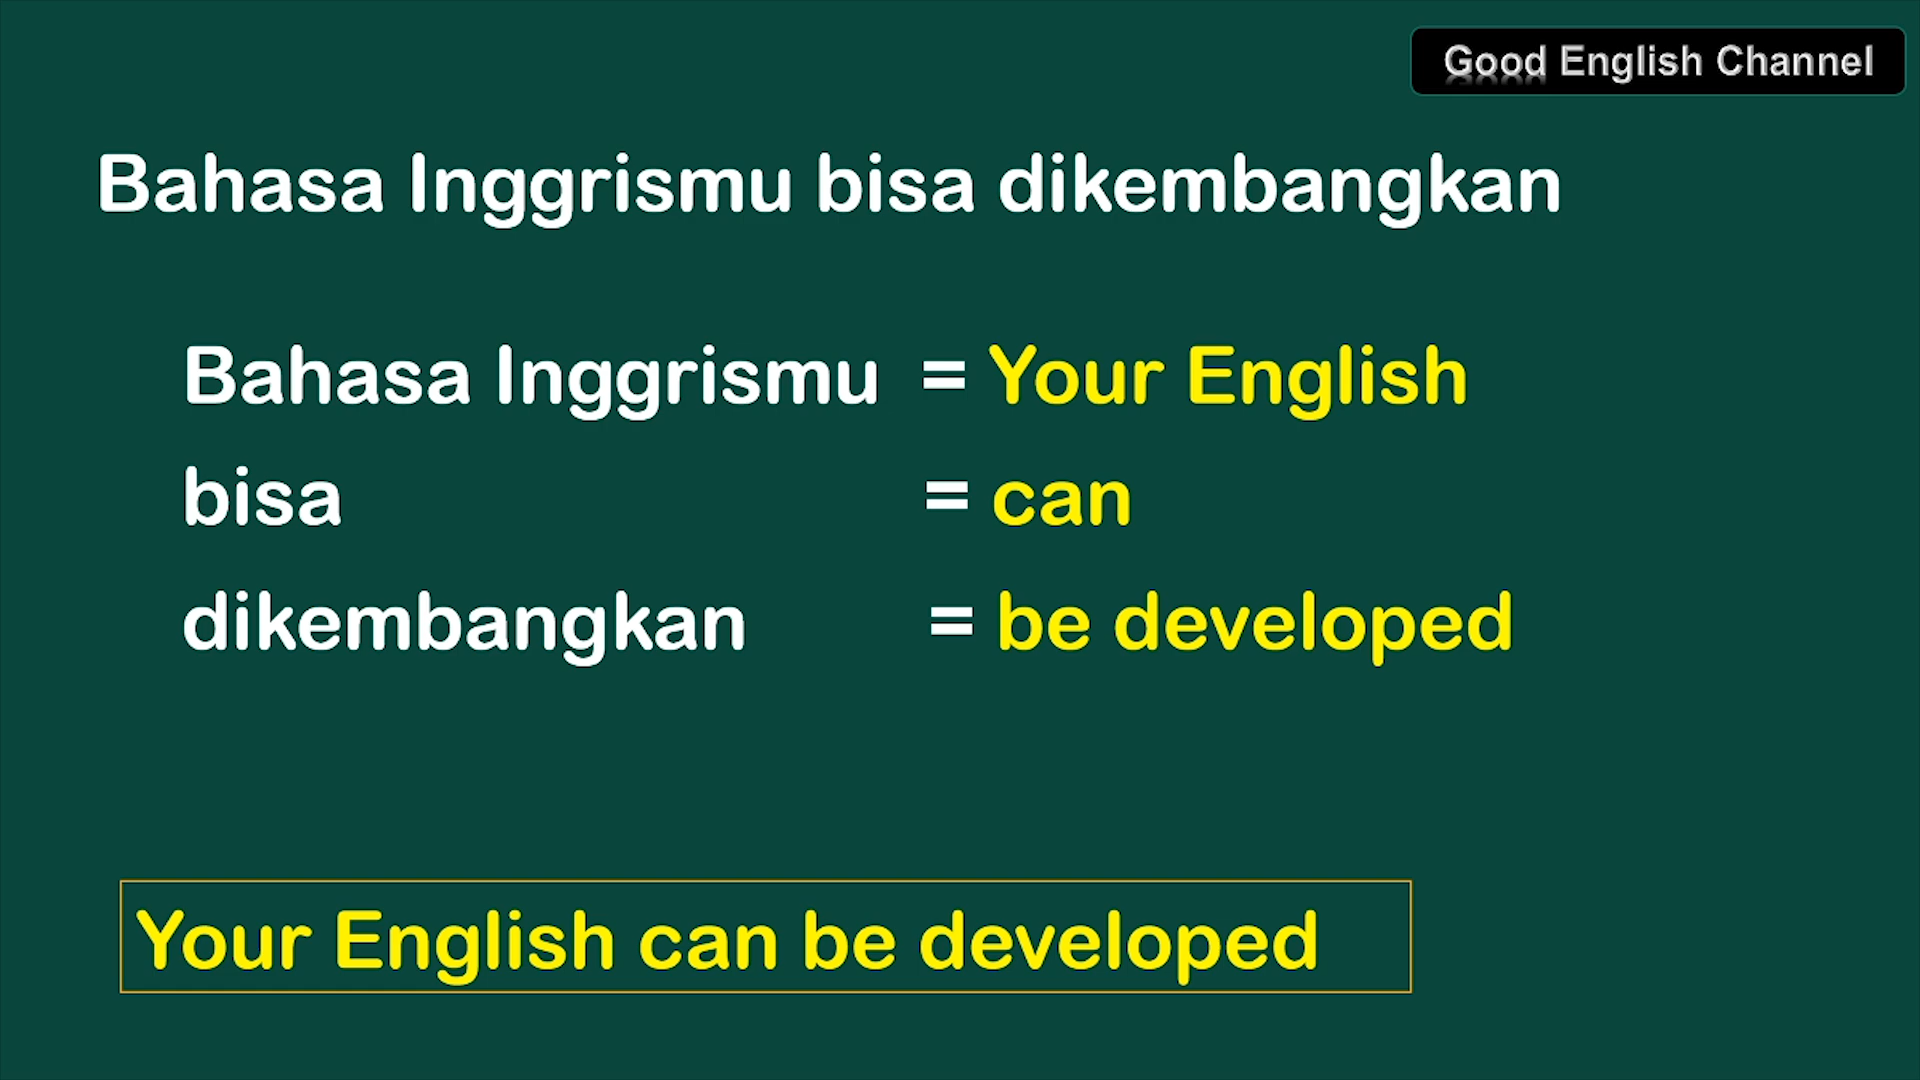 Good English Channel
Bahasa Inggrismu bisa dikembangkan
Bahasa Inggrismu = Your English
bisa = can
dikembangkan = be developed
Your English can be developed